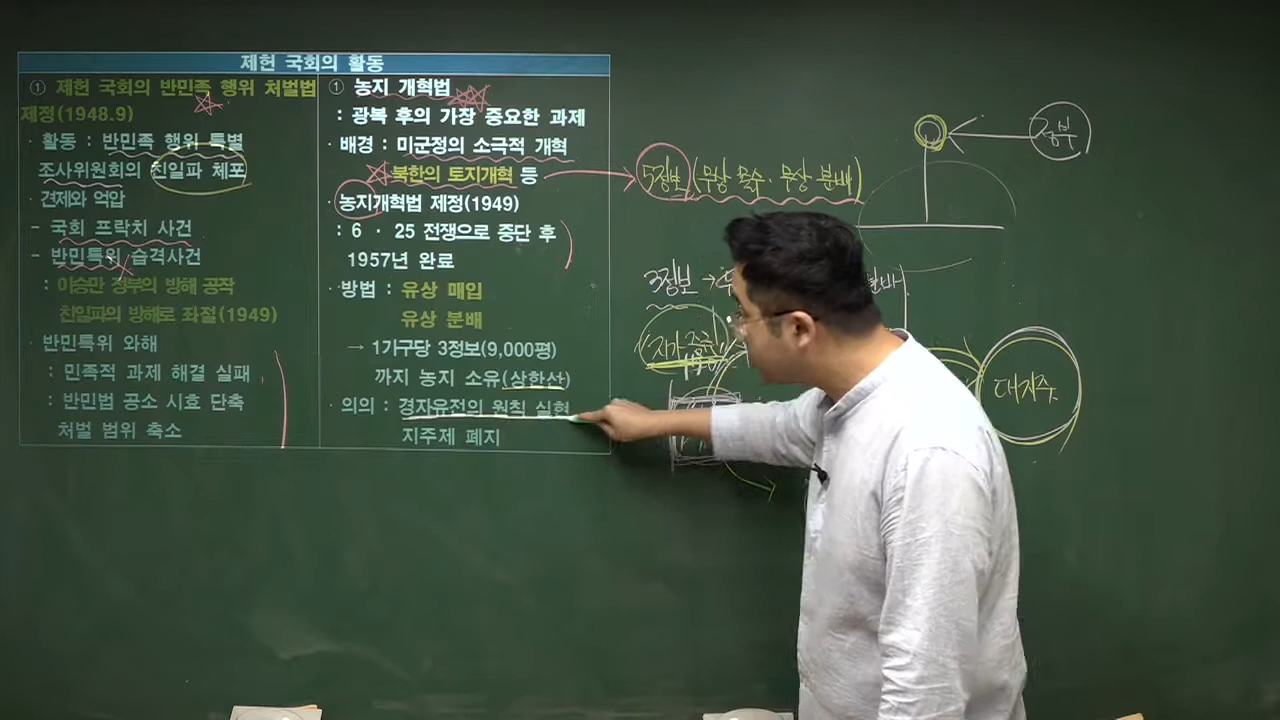 제헌 국회의 활동
① 제헌 국회의 반민족 행위 처벌법
제정(1948.9)
· 활동 : 반민족 행위 특별
조사위원회의 친일파 체포
· 견제와 억압
- 국회 프락치 사건
- 반민특위 습격사건
: 이승만 정부의 방해 공작
친일파의 방해로 좌절(1949)
· 반민특위 와해
: 민족적 과제 해결 실패
: 반민법 공소 시효 단축
처벌 범위 축소
① 농지 개혁법
: 광복 후의 가장 중요한 과제
· 배경 : 미군정의 소극적 개혁
북한의 토지개혁 등
· 농지개혁법 제정(1949)
: 6 · 25 전쟁으로 중단 후
1957년 완료
· 방법 : 유상 매입
유상 분배
→ 1가구당 3정보(9,000평)
까지 농지 소유(상한선)
· 의의 : 경자유전의 원칙 실현
지주제 폐지
5정보(무상 몰수·무상 분배)
정부
3정보 →
대지주